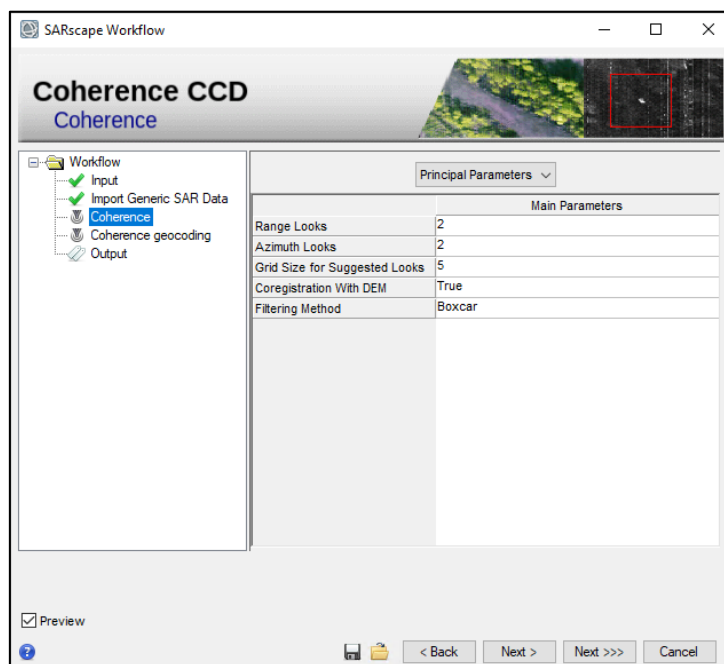 SARscape Workflow
Coherence CCD
Coherence
Workflow
Input
Import Generic SAR Data
Coherence
Coherence geocoding
Output
Principal Parameters
Main Parameters
Range Looks 2
Azimuth Looks 2
Grid Size for Suggested Looks 5
Coregistration With DEM True
Filtering Method Boxcar
Preview
? < Back Next > Next >>> Cancel